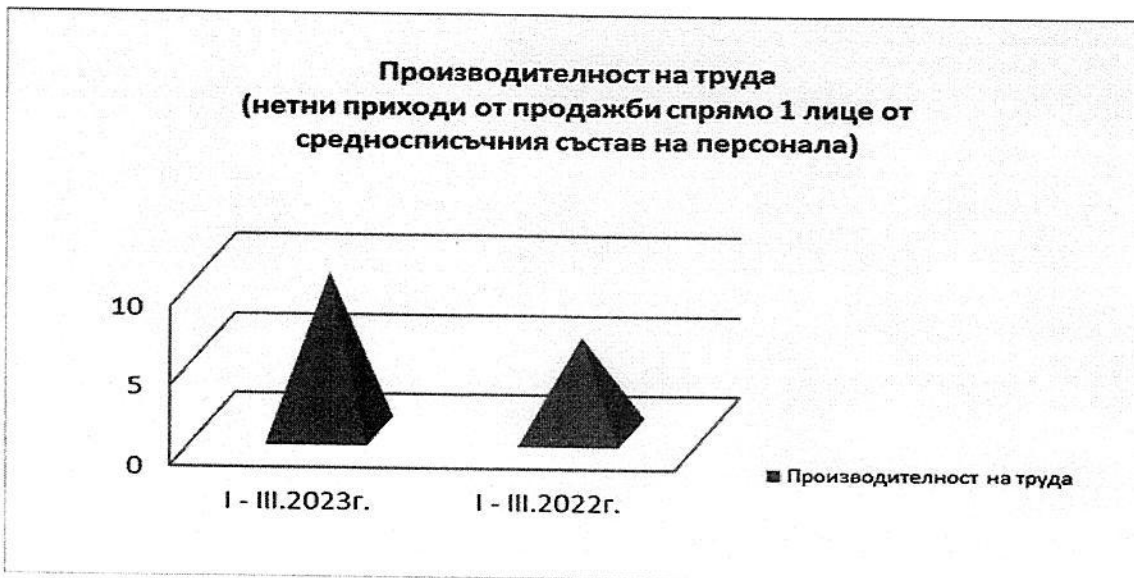 Производителност на труда
(нетни приходи от продажби спрямо 1 лице от
средносписъчния състав на персонала)
10
5
0
I - III.2023г.
I - III.2022г.
Производителност на труда